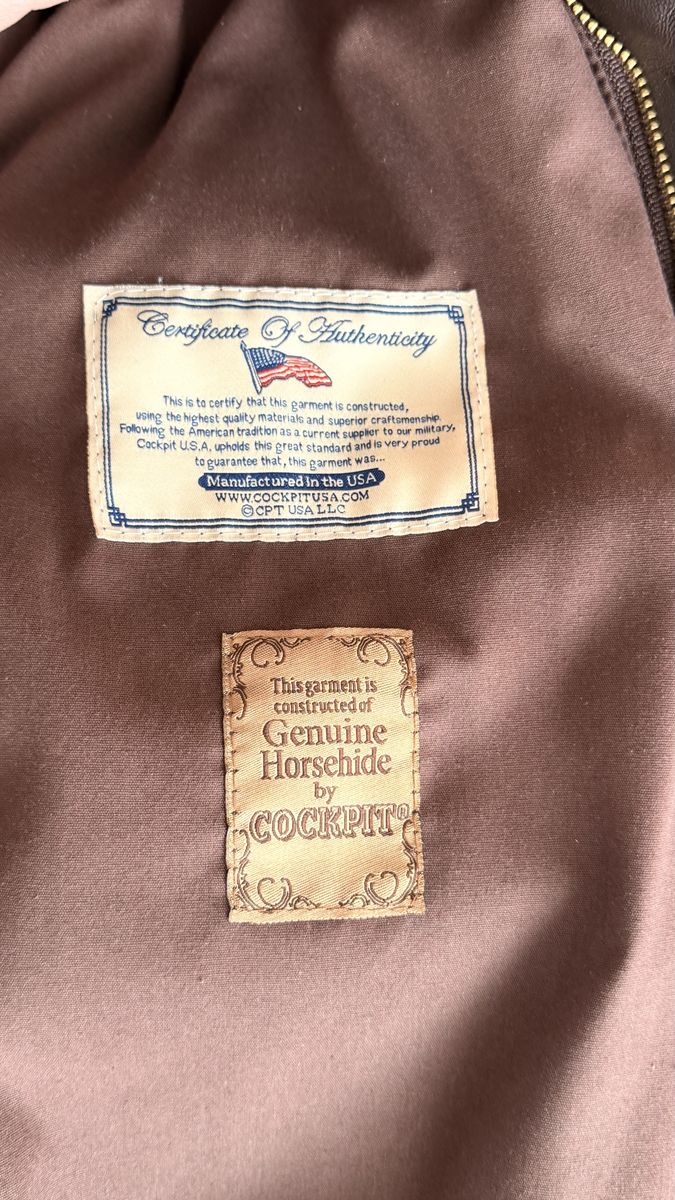 Certificate Of Authenticity
This is to certify that this garment is constructed,
using the highest quality materials and superior craftsmenship.
Following the American tradition as a current supplier to our military,
Cockpit U.S.A. upholds this great standard and is very proud
to guarantee that, this garment was...
Manufactured in the USA
WWW.COCKPITUSA.COM
©CPT USA LLC
This garment is
constructed of
Genuine
Horsehide
by
COCKPIT®